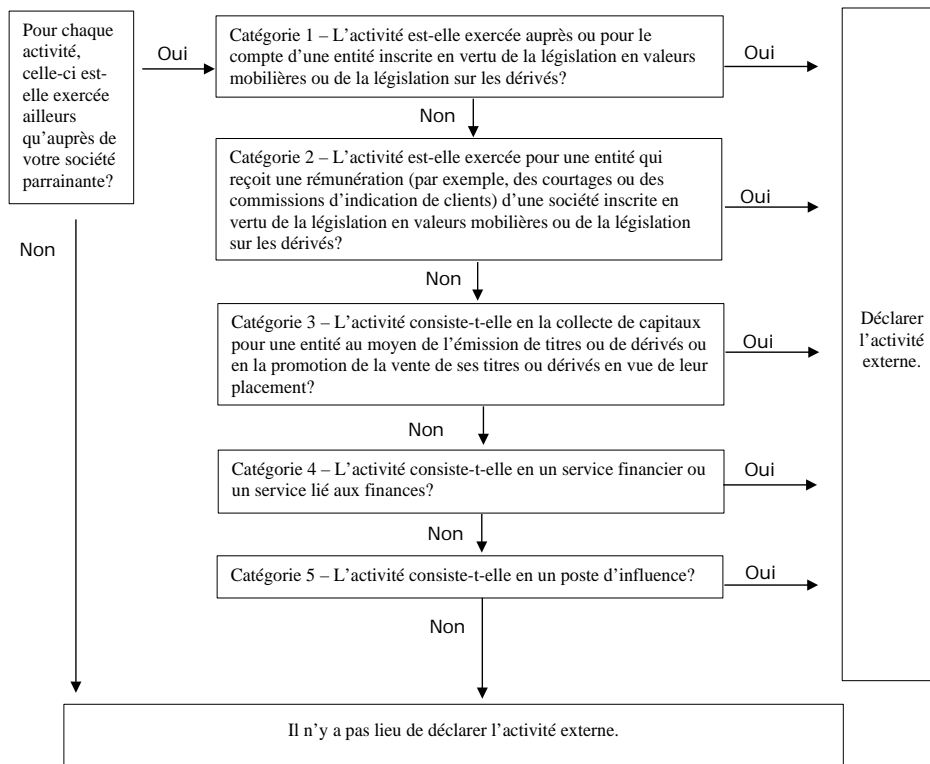 Pour chaque
activité,
celle-ci est-
elle exercée
ailleurs
qu’auprès de
votre société
parrainante?
Oui
Catégorie 1 – L’activité est-elle exercée auprès ou pour le
compte d’une entité inscrite en vertu de la législation en valeurs
mobilières ou de la législation sur les dérivés?
Oui
Non
Catégorie 2 – L’activité est-elle exercée pour une entité qui
reçoit une rémunération (par exemple, des courtages ou des
commissions d’indication de clients) d’une société inscrite en
vertu de la législation en valeurs mobilières ou de la législation
sur les dérivés?
Oui
Non
Non
Catégorie 3 – L’activité consiste-t-elle en la collecte de capitaux
pour une entité au moyen de l’émission de titres ou de dérivés ou
en la promotion de la vente de ses titres ou dérivés en vue de leur
placement?
Oui
Déclarer
l’activité
externe.
Non
Catégorie 4 – L’activité consiste-t-elle en un service financier ou
un service lié aux finances?
Oui
Non
Catégorie 5 – L’activité consiste-t-elle en un poste d’influence?
Oui
Non
Il n’y a pas lieu de déclarer l’activité externe.